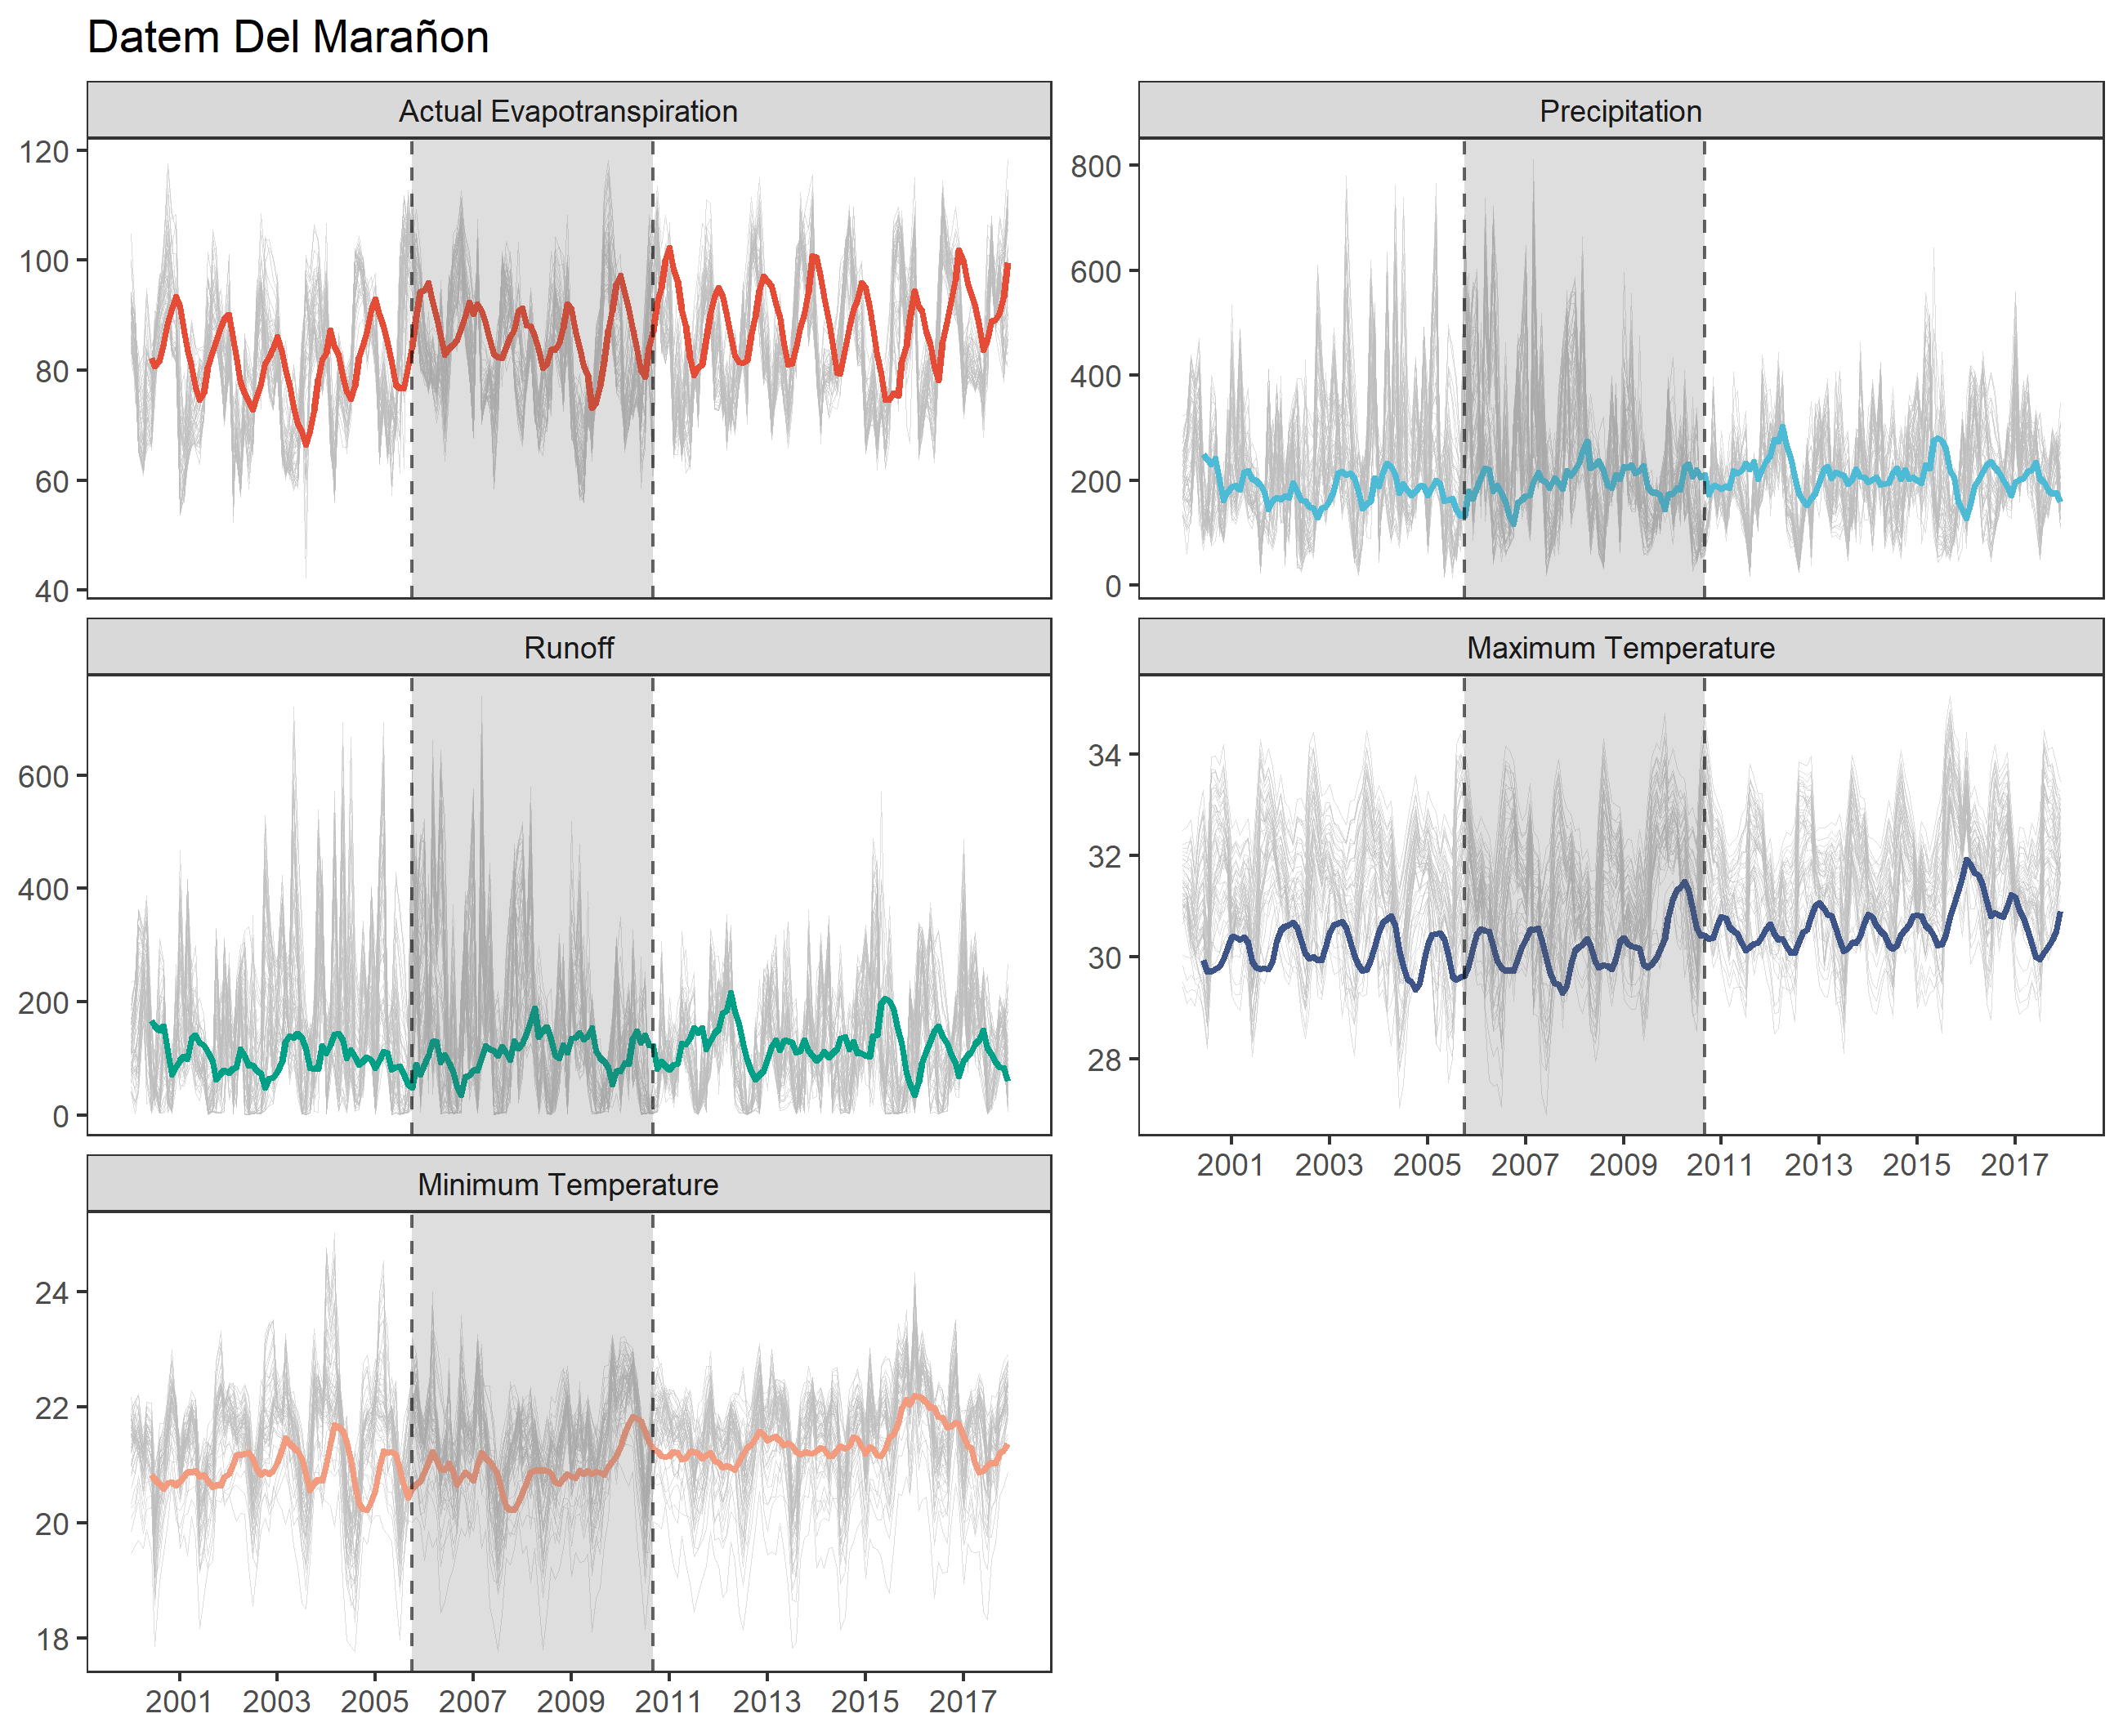 Datem Del Marañon
Actual Evapotranspiration
120
100
80
60
40
Precipitation
800
600
400
200
0
Runoff
600
400
200
0
Maximum Temperature
34
32
30
28
2001 2003 2005 2007 2009 2011 2013 2015 2017
Minimum Temperature
24
22
20
18
2001 2003 2005 2007 2009 2011 2013 2015 2017